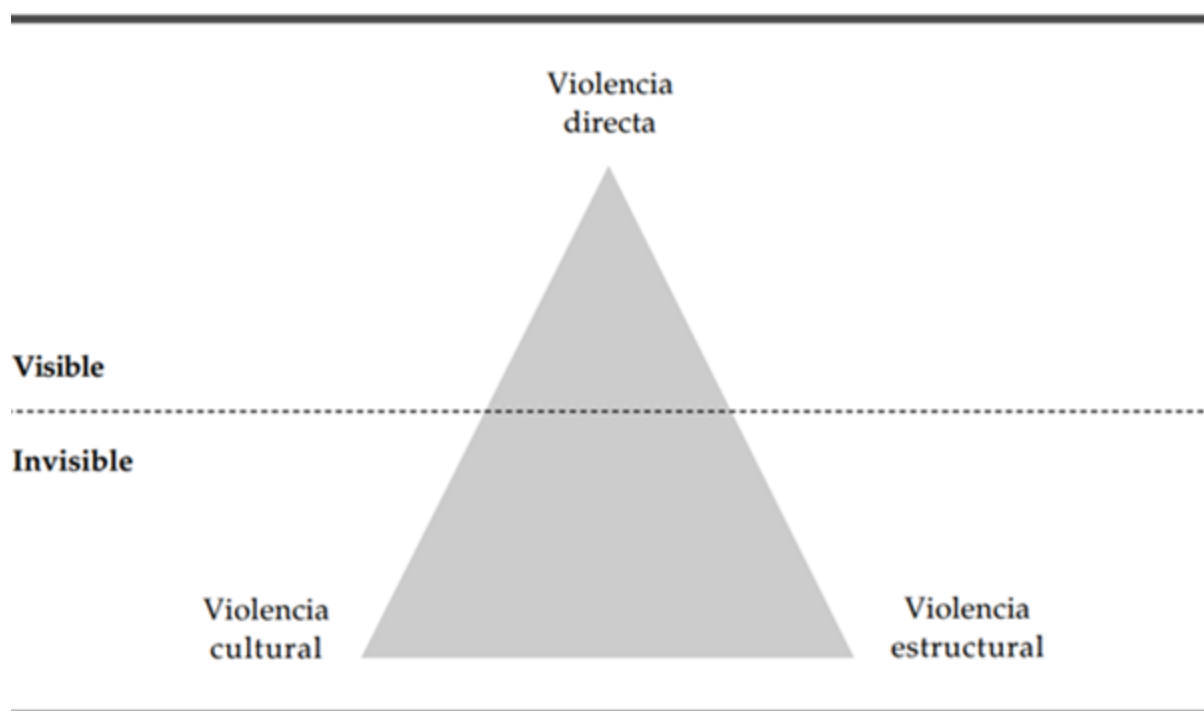 Violencia
directa
Visible
Invisible
Violencia
cultural
Violencia
estructural